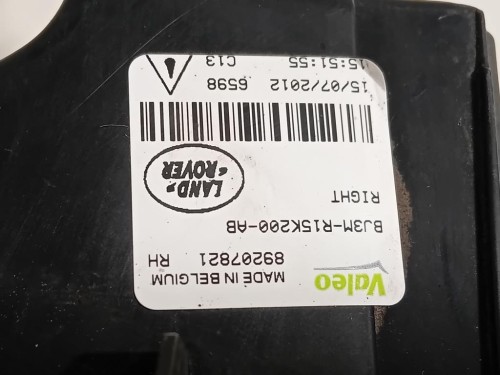 Valeo
MADE IN BELGIUM
89207821 RH
BJ3M-R15K200-AB
RIGHT
LAND-
ROVER
15/07/2012 6598
15:51:55 C13